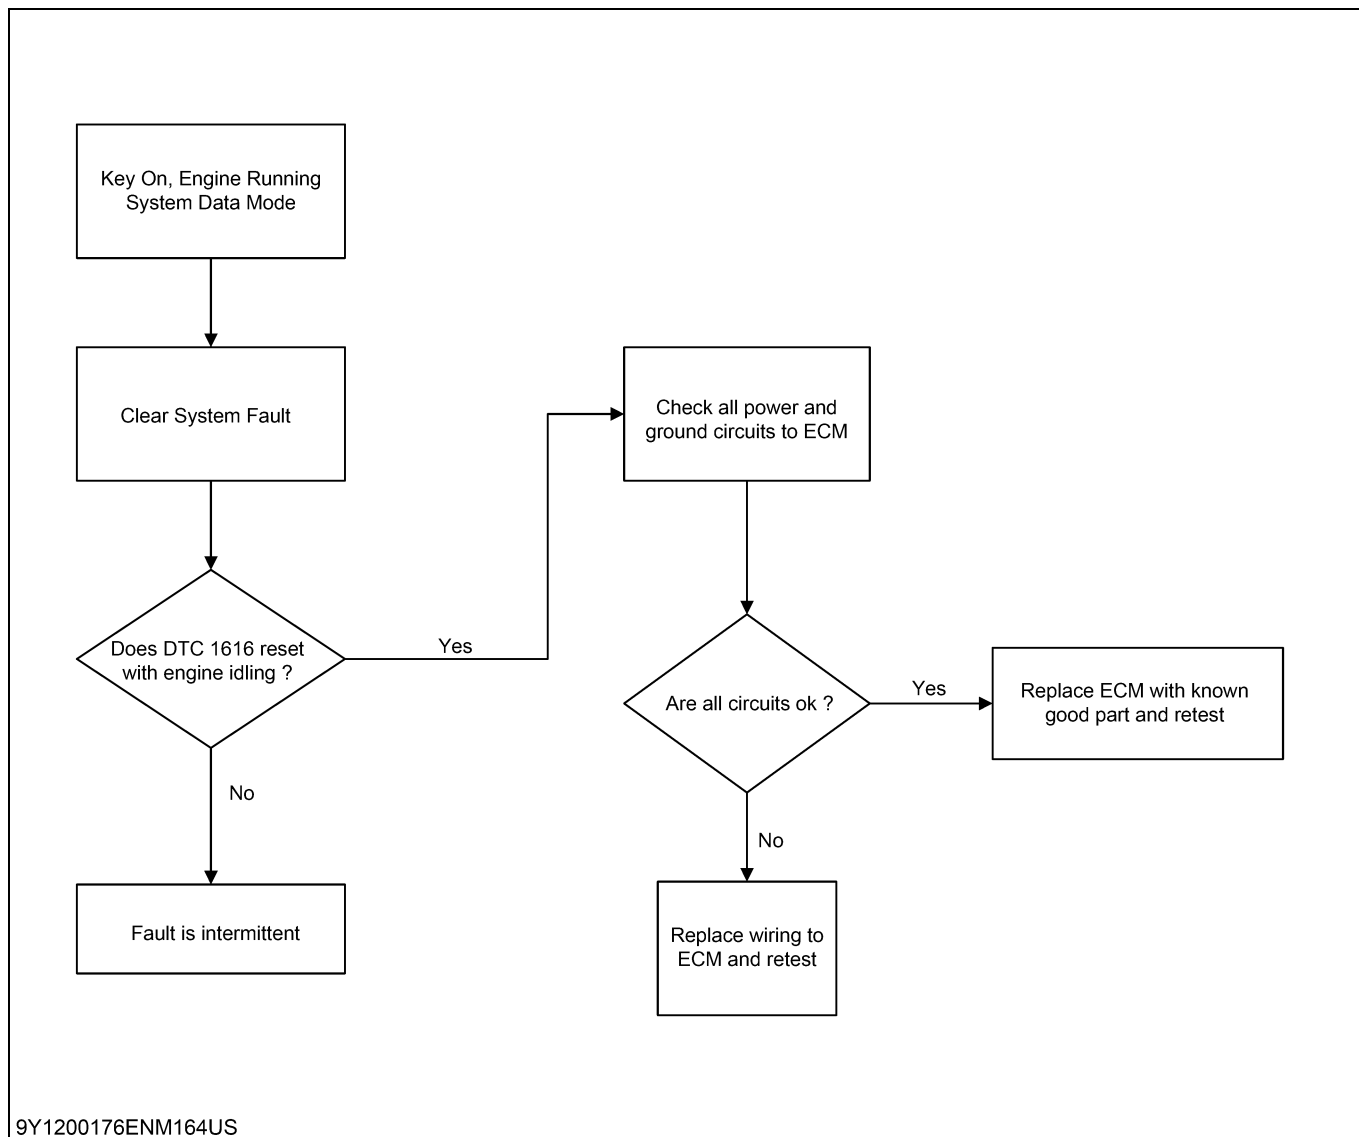 Key On, Engine Running
System Data Mode
Clear System Fault
Does DTC 1616 reset
with engine idling ?
Yes
No
Fault is intermittent
Check all power and
ground circuits to ECM
Are all circuits ok ?
Yes
No
Replace ECM with known
good part and retest
Replace wiring to
ECM and retest
9Y1200176ENM164US